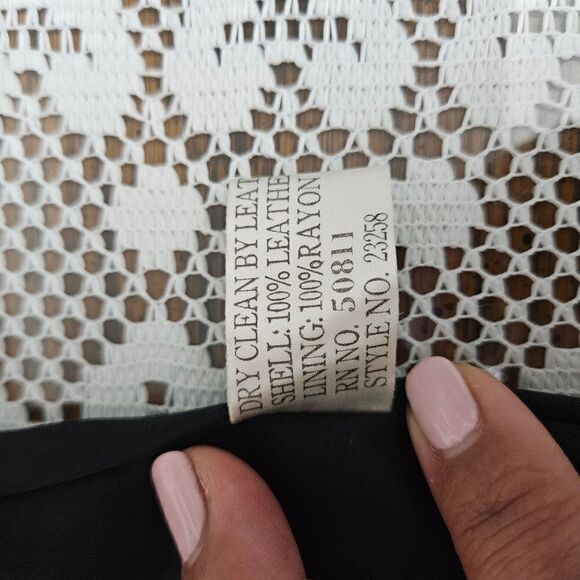 DRY CLEAN BY LEAT
SHELL: 100% LEATHE
LINING: 100%RAYON
RN NO. 50811
STYLE NO. 23258